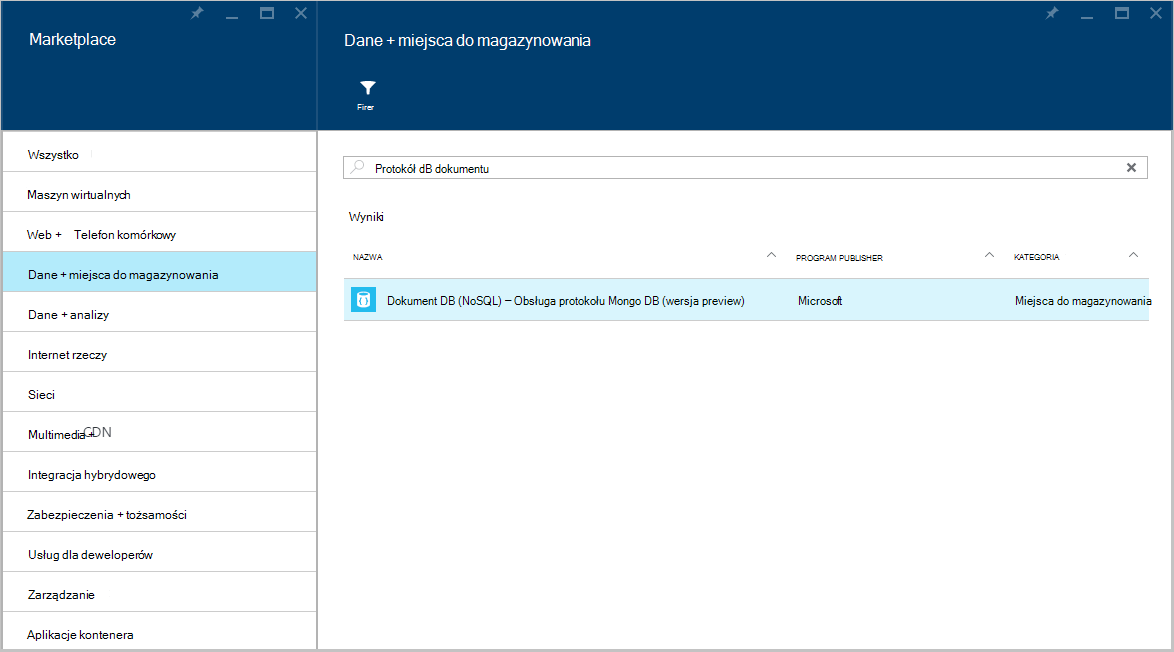 Marketplace
Wszystko
Maszyn wirtualnych
Web + Telefon komórkowy
Dane + miejsca do magazynowania
Dane + analizy
Internet rzeczy
Sieci
Multimedia + CDN
Integracja hybrydowego
Zabezpieczenia + tożsamości
Usług dla deweloperów
Zarządzanie
Aplikacje kontenera
Dane + miejsca do magazynowania
Firer
Protokół dB dokumentu
Wyniki
NAZWA PROGRAM PUBLISHER KATEGORIA
Dokument DB (NoSQL) – Obsługa protokołu Mongo DB (wersja preview) Microsoft Miejsca do magazynowania